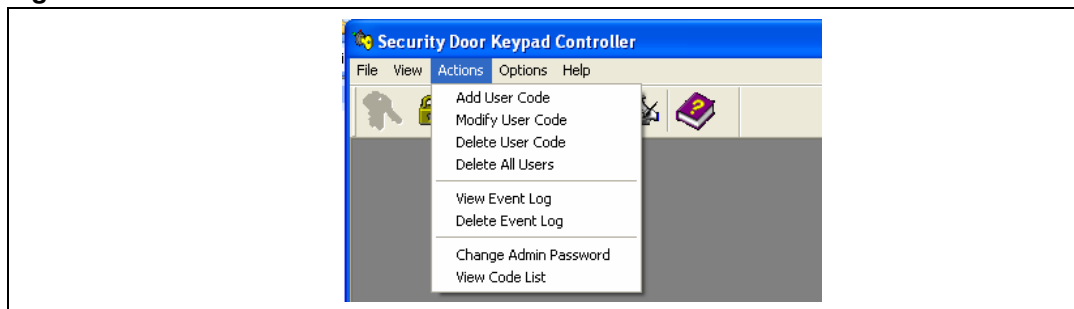 Security Door Keypad Controller
File View Actions Options Help
Add User Code
Modify User Code
Delete User Code
Delete All Users
View Event Log
Delete Event Log
Change Admin Password
View Code List